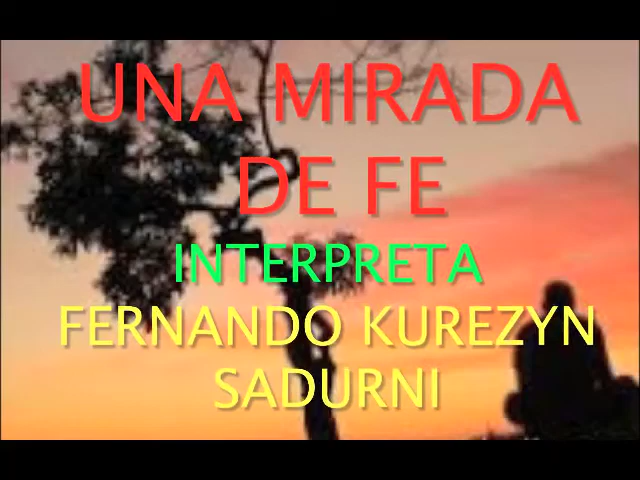 UNA MIRADA
DE FE
INTERPRETA
FERNANDO KUREZYN
SADURNI